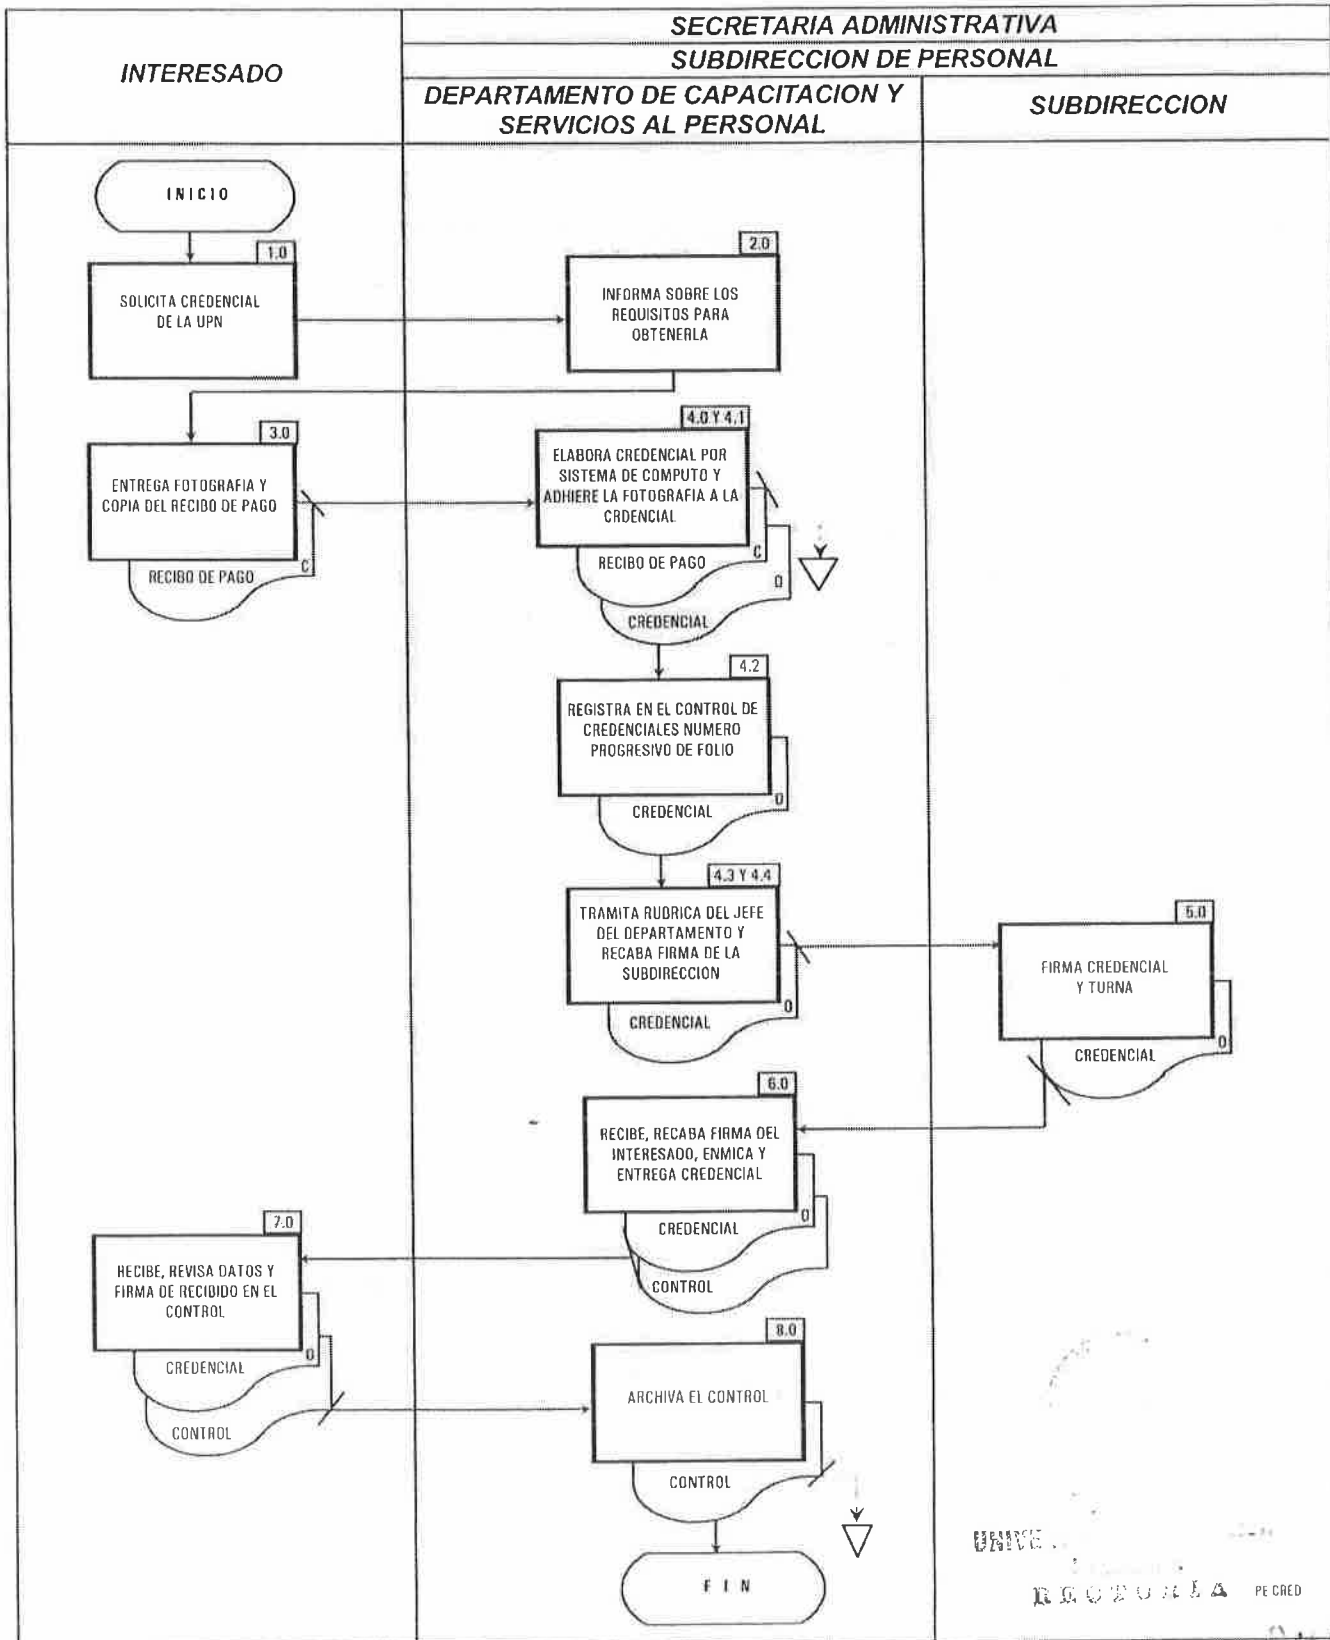 SECRETARIA ADMINISTRATIVA
SUBDIRECCION DE PERSONAL
INTERESADO
DEPARTAMENTO DE CAPACITACION Y
SERVICIOS AL PERSONAL
SUBDIRECCION
INICIO
1.0
SOLICITA CREDENCIAL
DE LA UPN
2.0
INFORMA SOBRE LOS
REQUISITOS PARA
OBTENERLA
3.0
ENTREGA FOTOGRAFIA Y
COPIA DEL RECIBO DE PAGO
RECIBO DE PAGO
C
4.0 Y 4.1
ELABORA CREDENCIAL POR
SISTEMA DE COMPUTO Y
ADHIERE LA FOTOGRAFIA A LA
CRDENCIAL
RECIBO DE PAGO
C
CREDENCIAL
O
4.2
REGISTRA EN EL CONTROL DE
CREDENCIALES NUMERO
PROGRESIVO DE FOLIO
CREDENCIAL
O
4.3 Y 4.4
TRAMITA RUBRICA DEL JEFE
DEL DEPARTAMENTO Y
RECABA FIRMA DE LA
SUBDIRECCION
CREDENCIAL
O
5.0
FIRMA CREDENCIAL
Y TURNA
CREDENCIAL
O
6.0
RECIBE, RECABA FIRMA DEL
INTERESADO, ENMICA Y
ENTREGA CREDENCIAL
CREDENCIAL
O
CONTROL
7.0
RECIBE, REVISA DATOS Y
FIRMA DE RECIBIDO EN EL
CONTROL
CREDENCIAL
O
CONTROL
8.0
ARCHIVA EL CONTROL
CONTROL
FIN
RECTORIA
PE CRED